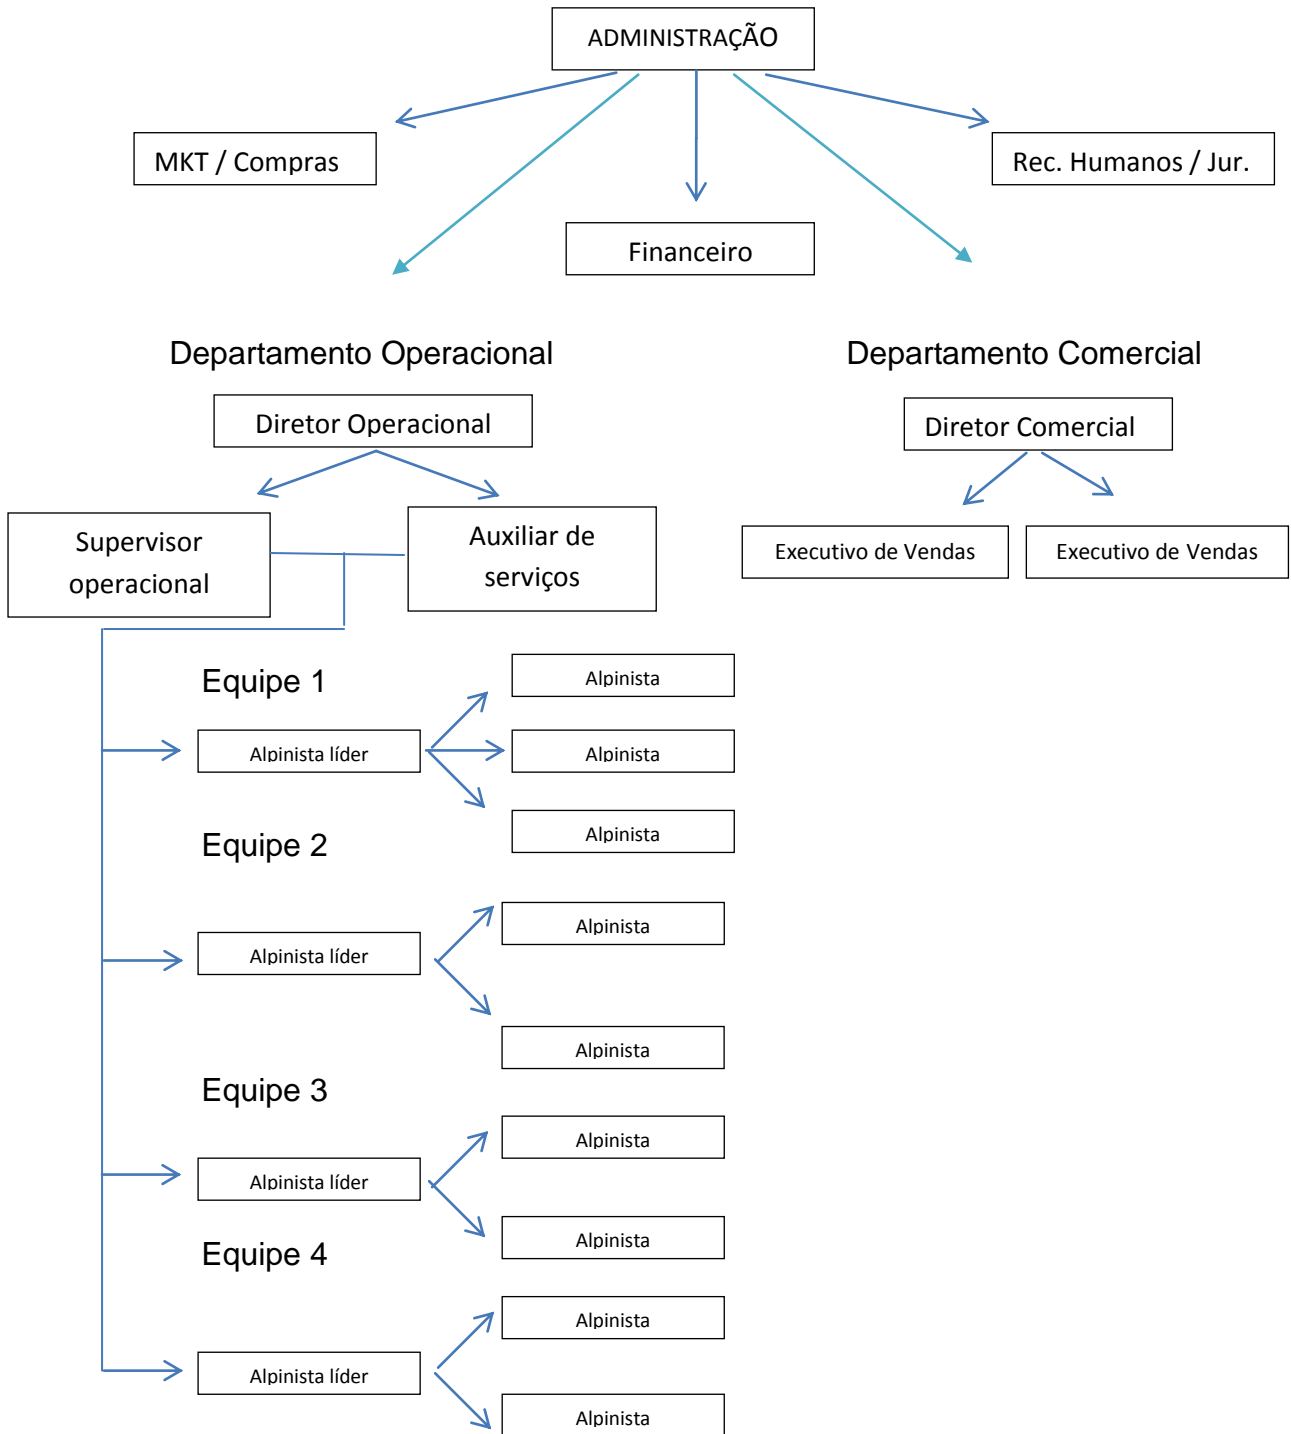 ADMINISTRAÇÃO
MKT / Compras
Rec. Humanos / Jur.
Financeiro
Departamento Operacional
Departamento Comercial
Diretor Operacional
Diretor Comercial
Supervisor
operacional
Auxiliar de
serviços
Executivo de Vendas
Executivo de Vendas
Equipe 1
Alpinista
Alpinista líder
Alpinista
Alpinista
Equipe 2
Alpinista
Alpinista líder
Alpinista
Equipe 3
Alpinista
Alpinista líder
Alpinista
Equipe 4
Alpinista
Alpinista líder
Alpinista